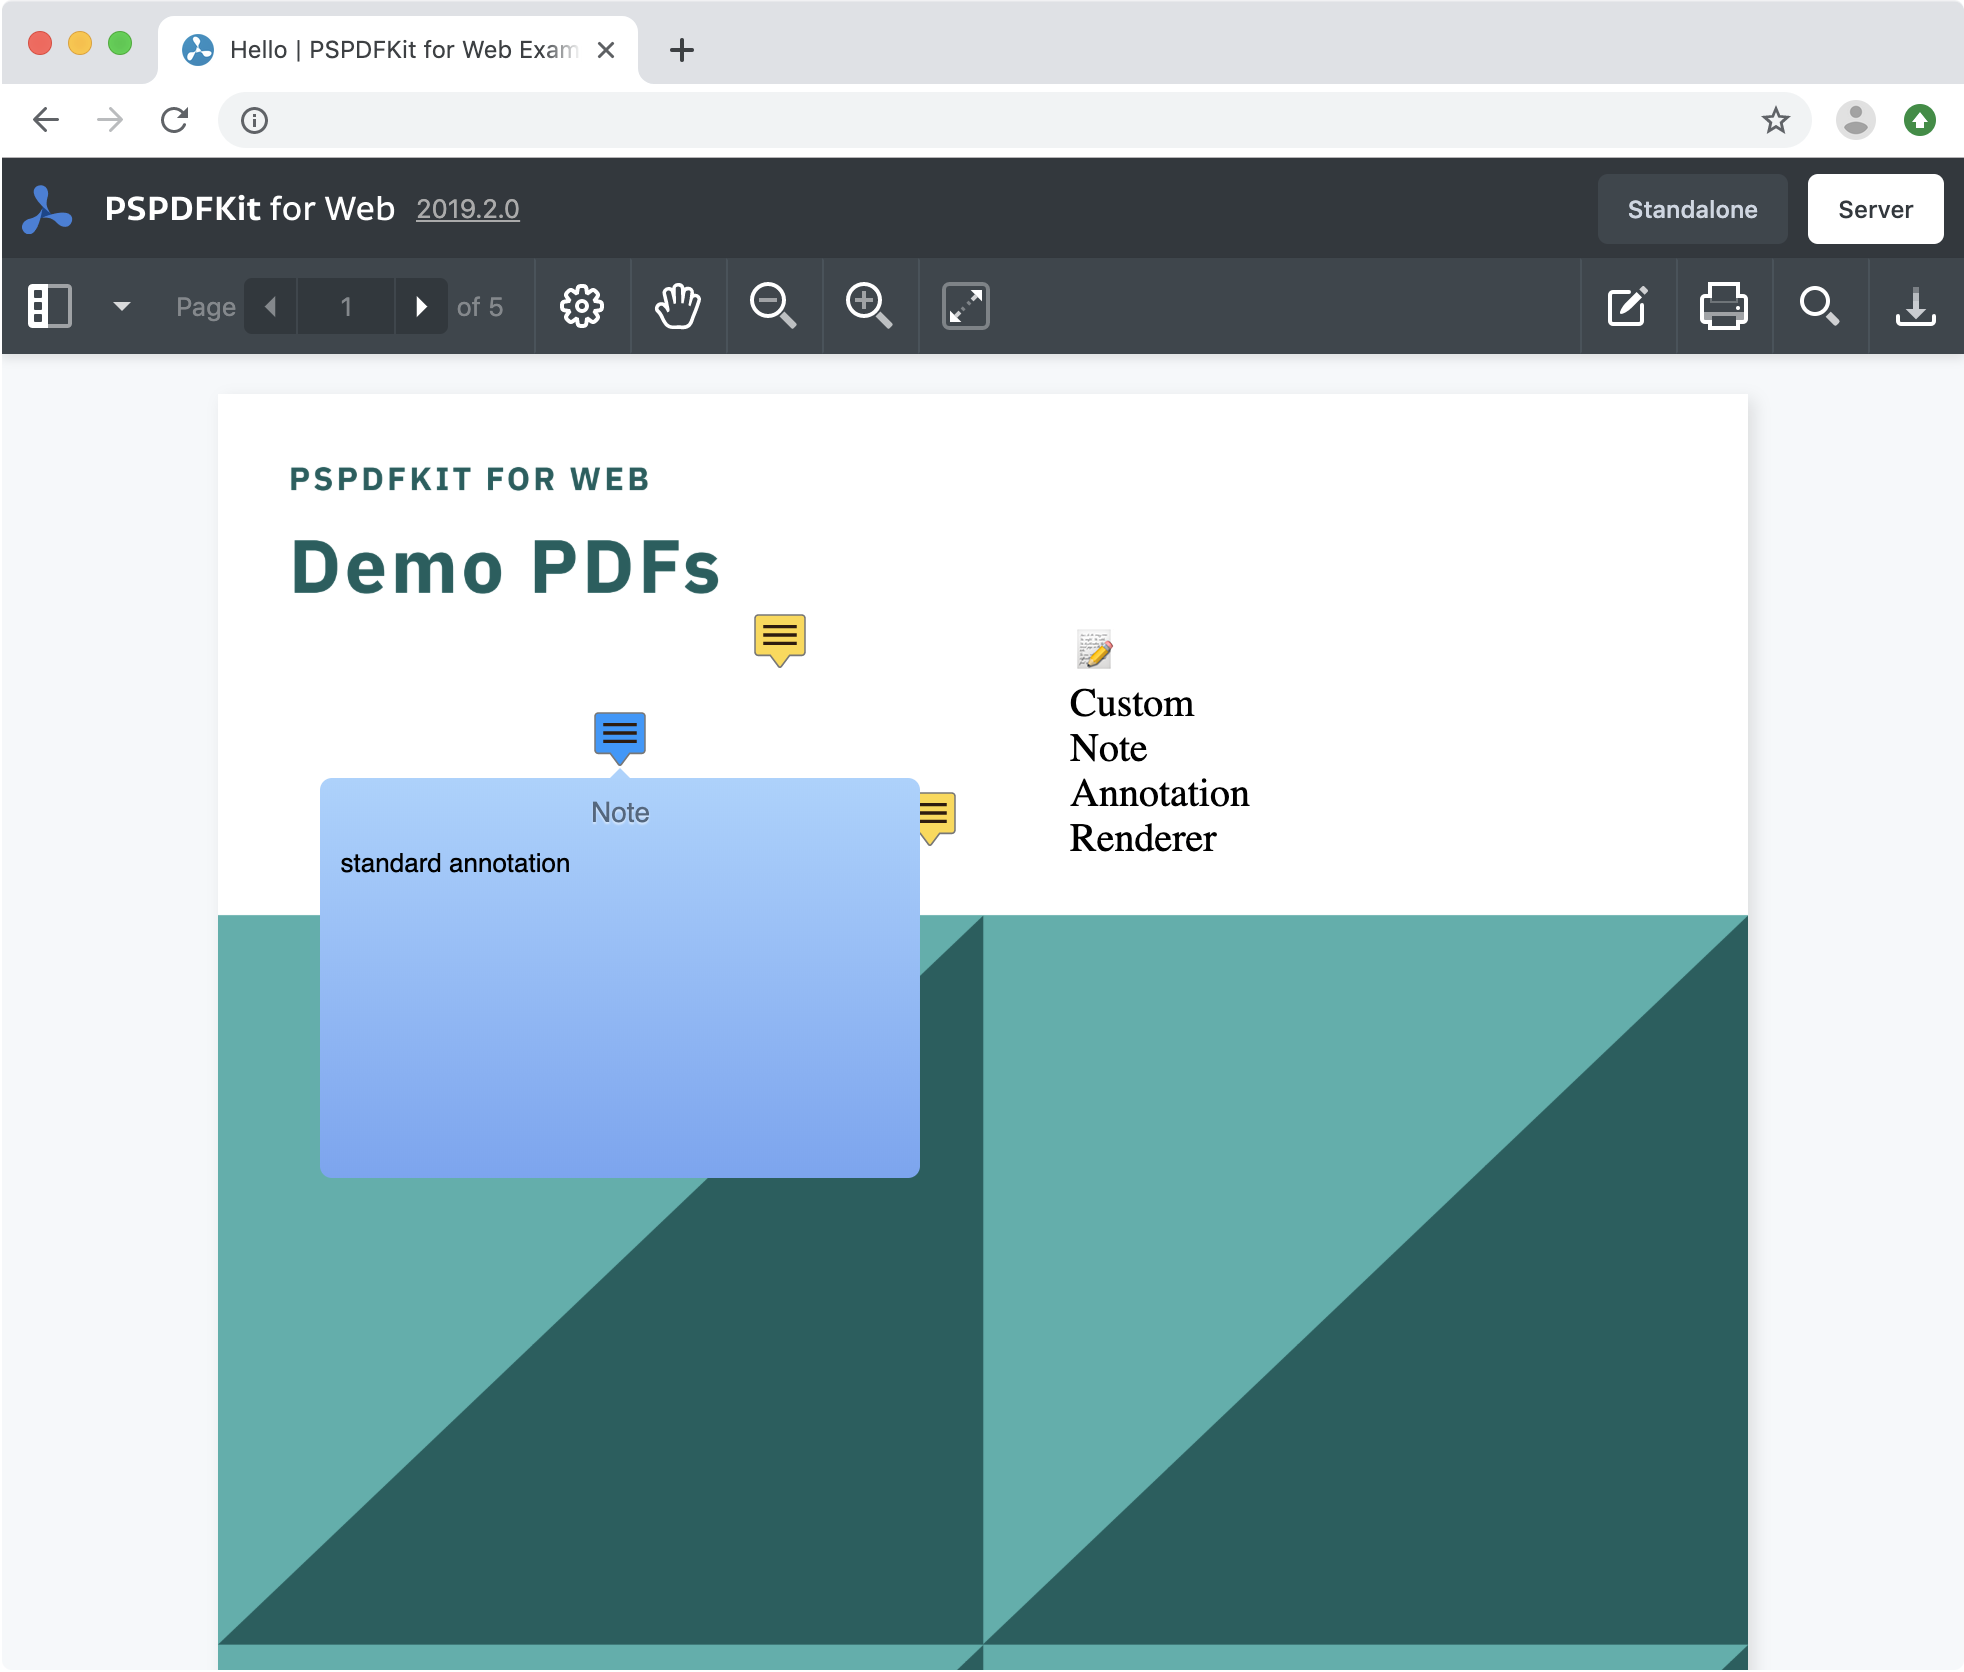 Hello | PSPDFKit for Web Exam
PSPDFKit for Web 2019.2.0
Standalone
Server
Page 1 of 5
PSPDFKIT FOR WEB
Demo PDFs
Custom
Note
Annotation
Renderer
Note
standard annotation